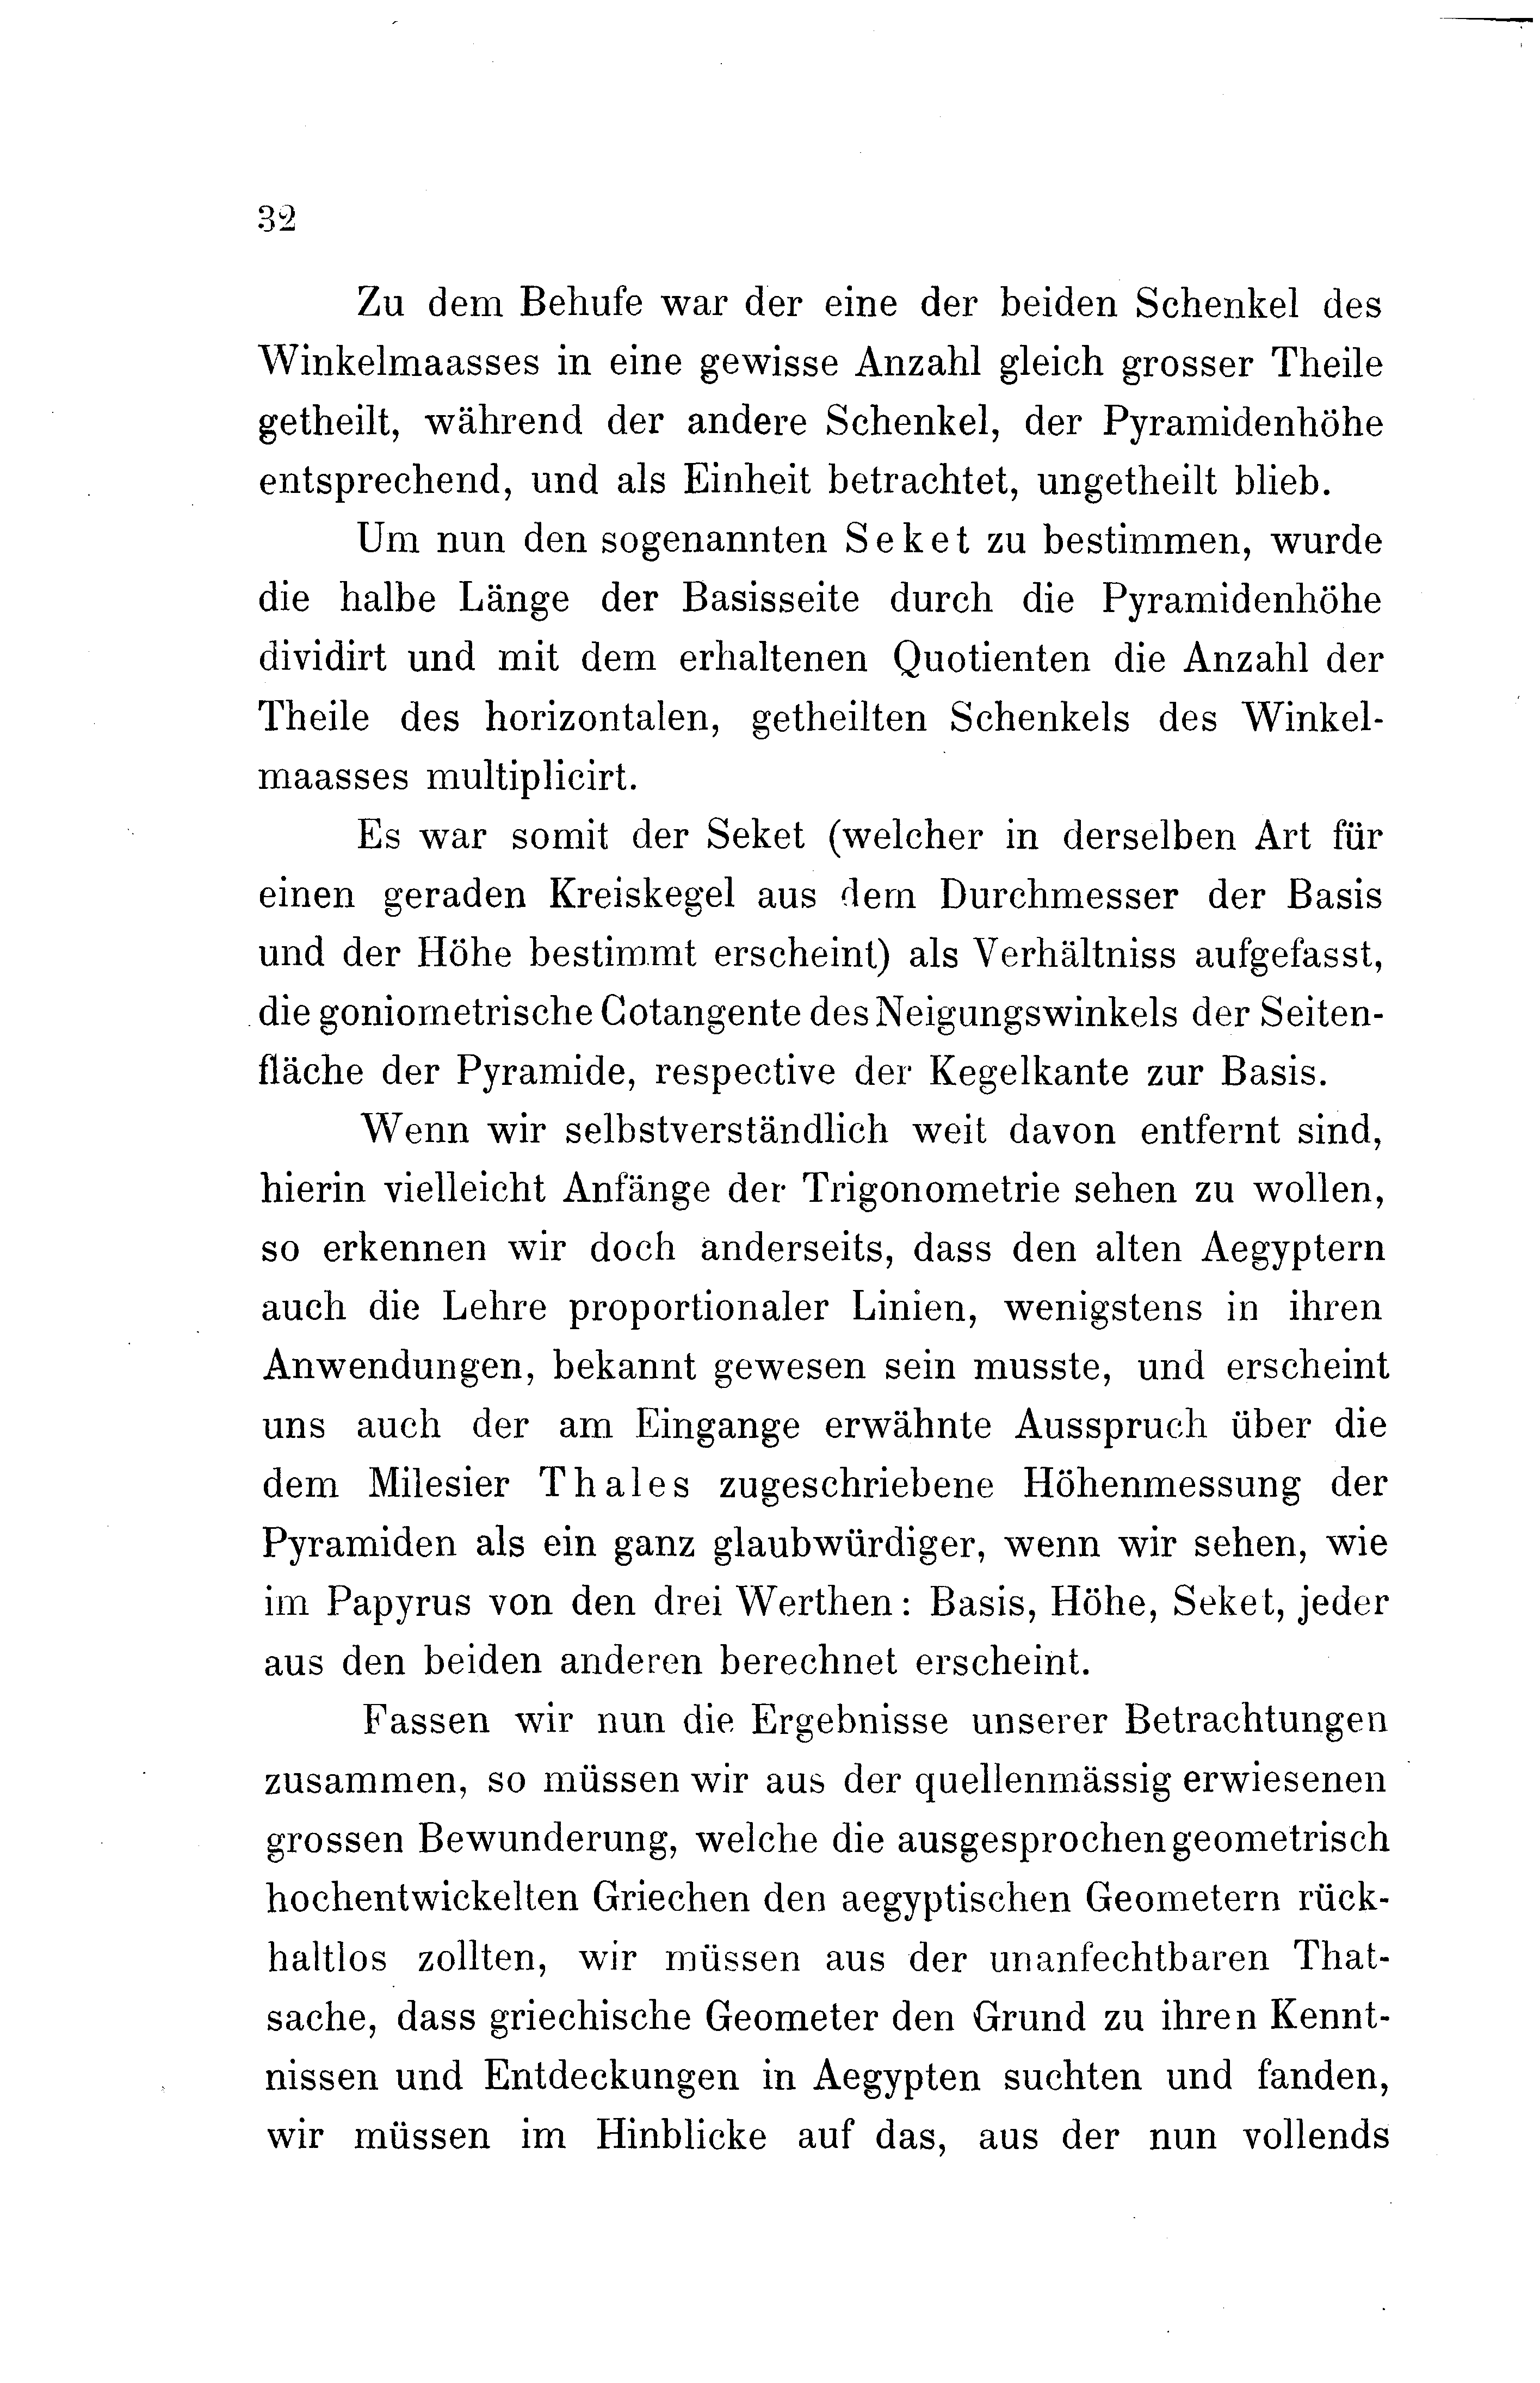 32
Zu dem Behufe war der eine der beiden Schenkel des
Winkelmaasses in eine gewisse Anzahl gleich grosser Theile
getheilt, während der andere Schenkel, der Pyramidenhöhe
entsprechend, und als Einheit betrachtet, ungetheilt blieb.
Um nun den sogenannten Seket zu bestimmen, wurde
die halbe Länge der Basisseite durch die Pyramidenhöhe
dividirt und mit dem erhaltenen Quotienten die Anzahl der
Theile des horizontalen, getheilten Schenkels des Winkel-
maasses multiplicirt.
Es war somit der Seket (welcher in derselben Art für
einen geraden Kreiskegel aus dem Durchmesser der Basis
und der Höhe bestimmt erscheint) als Verhältniss aufgefasst,
die goniometrische Cotangente des Neigungswinkels der Seiten-
fläche der Pyramide, respective der Kegelkante zur Basis.
Wenn wir selbstverständlich weit davon entfernt sind,
hierin vielleicht Anfänge der Trigonometrie sehen zu wollen,
so erkennen wir doch anderseits, dass den alten Aegyptern
auch die Lehre proportionaler Linien, wenigstens in ihren
Anwendungen, bekannt gewesen sein musste, und erscheint
uns auch der am Eingange erwähnte Ausspruch über die
dem Milesier Thales zugeschriebene Höhenmessung der
Pyramiden als ein ganz glaubwürdiger, wenn wir sehen, wie
im Papyrus von den drei Werthen: Basis, Höhe, Seket, jeder
aus den beiden anderen berechnet erscheint.
Fassen wir nun die Ergebnisse unserer Betrachtungen
zusammen, so müssen wir aus der quellenmässig erwiesenen
grossen Bewunderung, welche die ausgesprochen geometrisch
hochentwickelten Griechen den aegyptischen Geometern rück-
haltlos zollten, wir müssen aus der unanfechtbaren That-
sache, dass griechische Geometer den Grund zu ihren Kennt-
nissen und Entdeckungen in Aegypten suchten und fanden,
wir müssen im Hinblicke auf das, aus der nun vollends